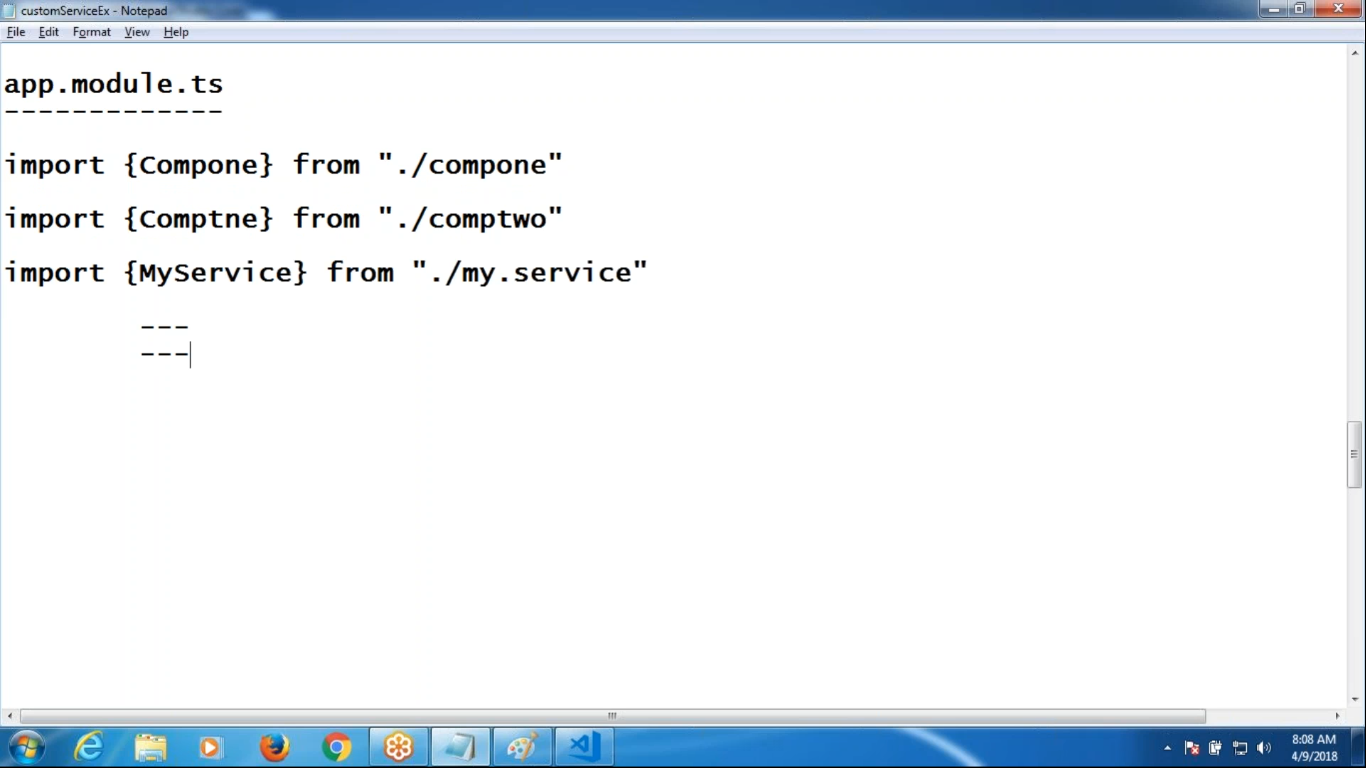 customServiceEx - Notepad
File Edit Format View Help
app.module.ts
-------------
import {Compone} from "./compone"
import {Comptne} from "./comptwo"
import {MyService} from "./my.service"
---
---
8:08 AM
4/9/2018